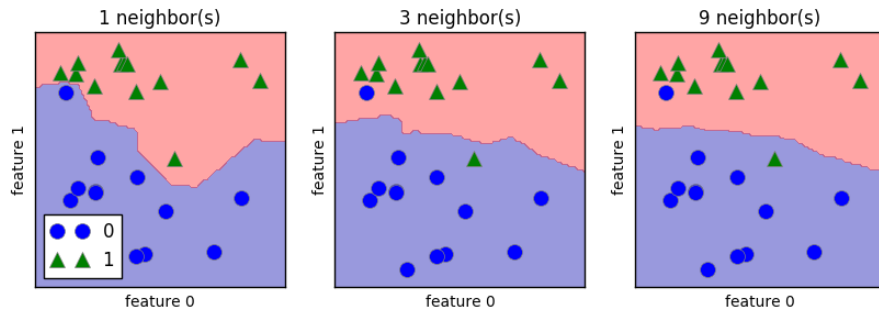 1 neighbor(s)
3 neighbor(s)
9 neighbor(s)
feature 1
feature 1
feature 1
0
1
feature 0
feature 0
feature 0